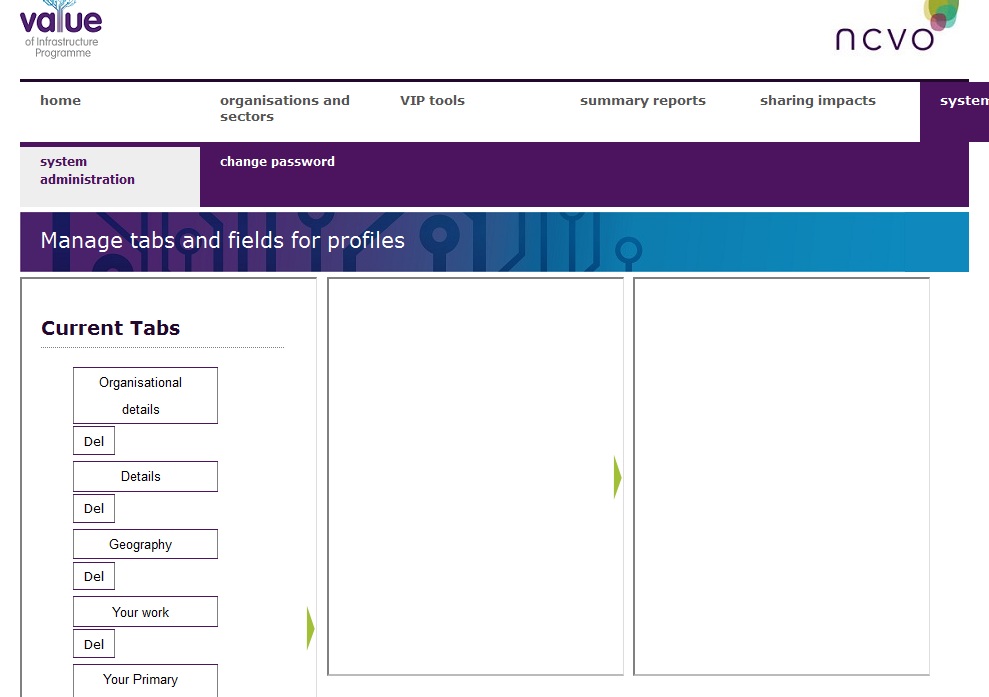 value
of Infrastructure
Programme
ncvo
home
organisations and
sectors
VIP tools
summary reports
sharing impacts
system
system
administration
change password
Manage tabs and fields for profiles
Current Tabs
Organisational
details
Del
Details
Del
Geography
Del
Your work
Del
Your Primary